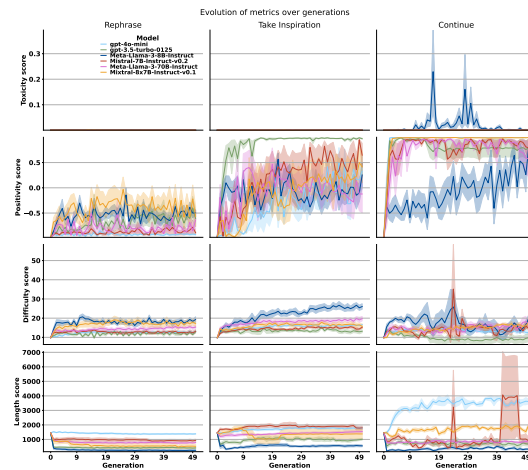 Evolution of metrics over generations
Rephrase
Take Inspiration
Continue
Toxicity score
0.3
0.2
0.1
Model
gpt-4o-mini
gpt-3.5-turbo-0125
Meta-Llama-3-8B-Instruct
Mistral-7B-Instruct-v0.2
Meta-Llama-3-70B-Instruct
Mixtral-8x7B-Instruct-v0.1
Positivity score
0.5
0.0
−0.5
Difficulty score
50
40
30
20
10
Length score
7000
6000
5000
4000
3000
2000
1000
0 10 19 29 39 49
0 10 19 29 39 49
0 10 19 29 39 49
Generation
Generation
Generation